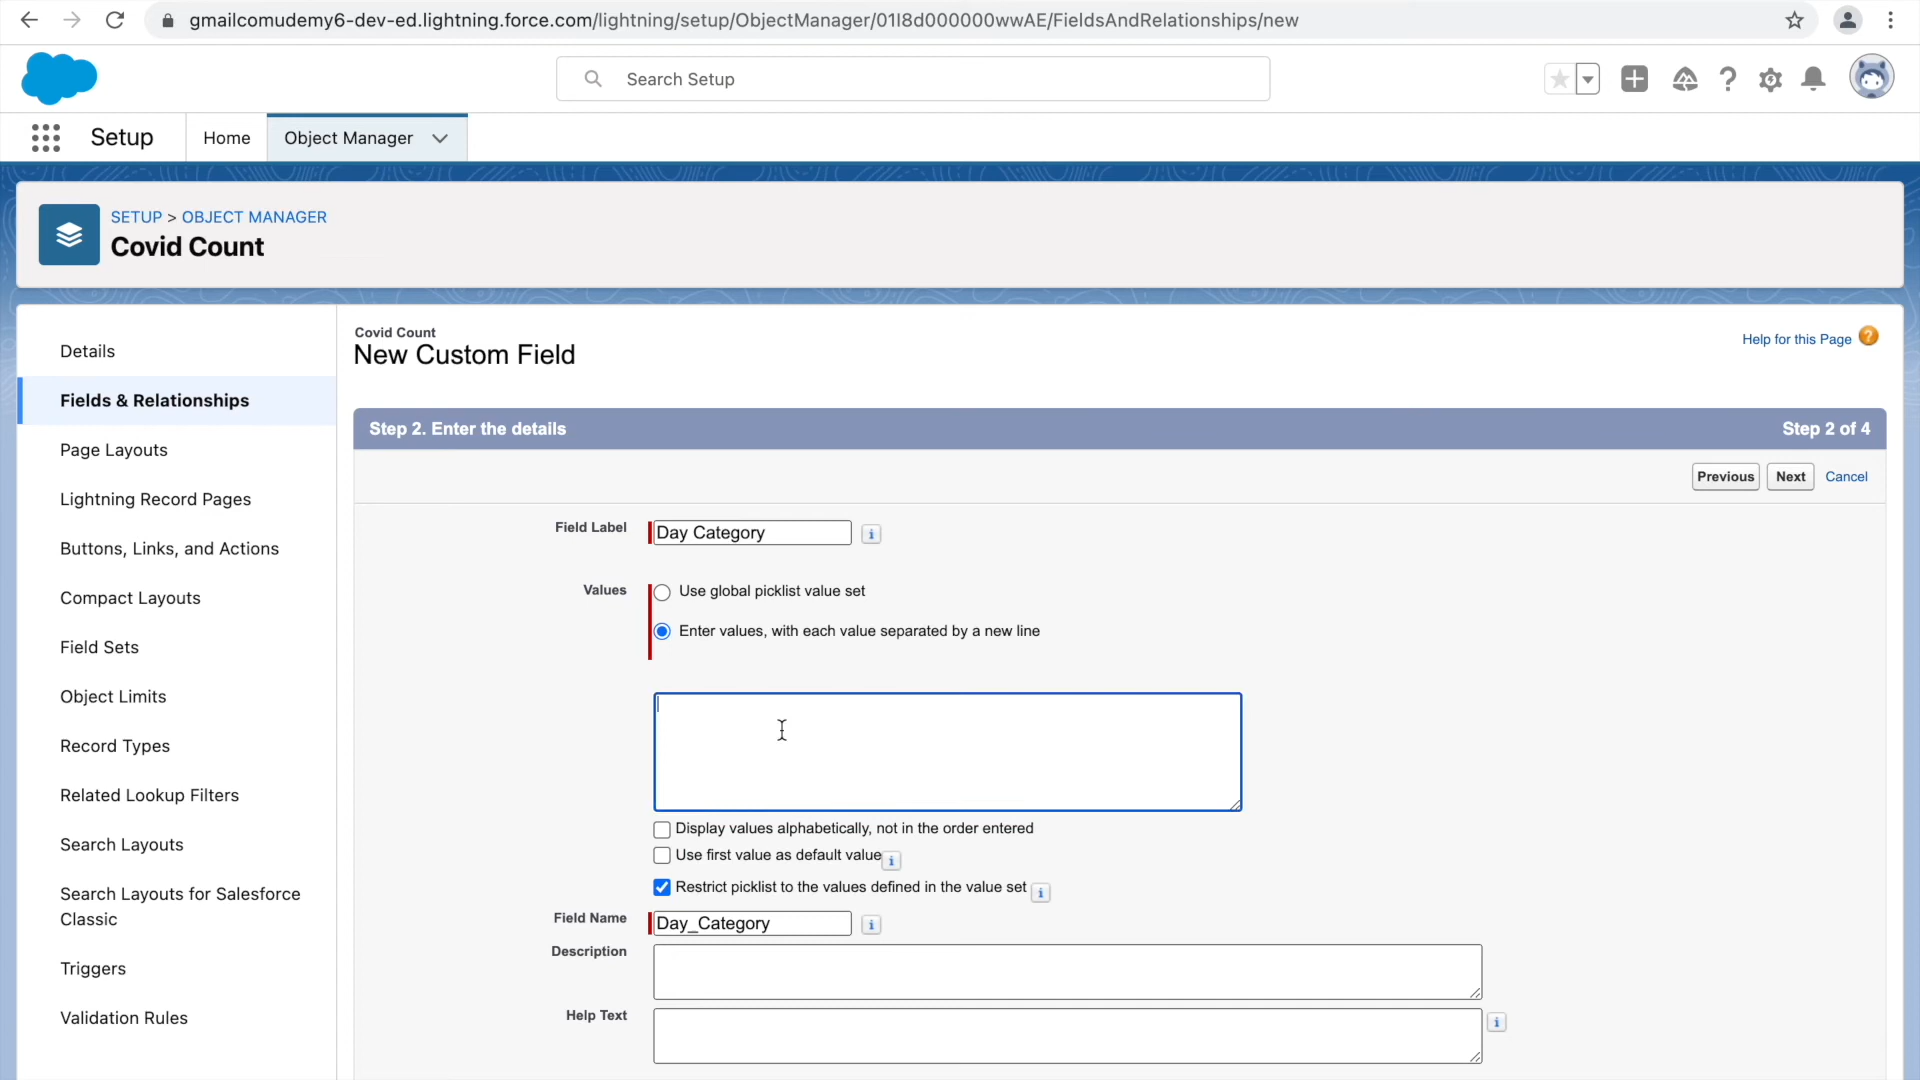 gmailcomudemy6-dev-ed.lightning.force.com/lightning/setup/ObjectManager/01I8d000000wwAE/FieldsAndRelationships/new
Search Setup
Setup
Home
Object Manager
SETUP > OBJECT MANAGER
Covid Count
Details
Fields & Relationships
Page Layouts
Lightning Record Pages
Buttons, Links, and Actions
Compact Layouts
Field Sets
Object Limits
Record Types
Related Lookup Filters
Search Layouts
Search Layouts for Salesforce
Classic
Triggers
Validation Rules
Covid Count
New Custom Field
Help for this Page
Step 2. Enter the details
Step 2 of 4
Previous
Next
Cancel
Field Label
Day Category
Values
Use global picklist value set
Enter values, with each value separated by a new line
Display values alphabetically, not in the order entered
Use first value as default value
Restrict picklist to the values defined in the value set
Field Name
Day_Category
Description
Help Text